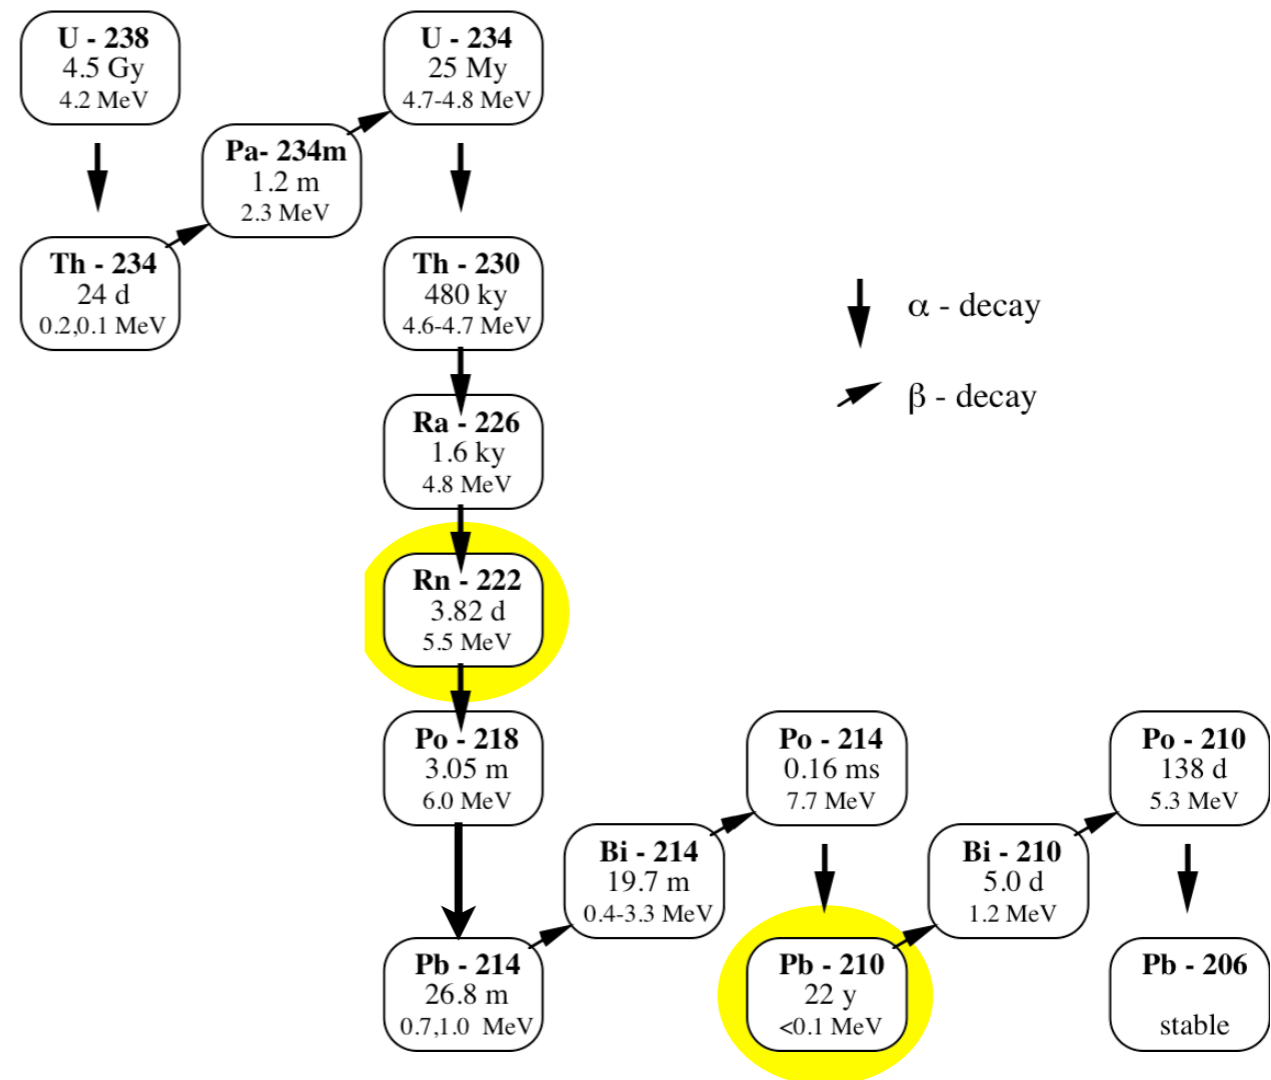 U - 238
4.5 Gy
4.2 MeV
U - 234
25 My
4.7-4.8 MeV
Pa- 234m
1.2 m
2.3 MeV
Th - 234
24 d
0.2,0.1 MeV
Th - 230
480 ky
4.6-4.7 MeV
α - decay
β - decay
Ra - 226
1.6 ky
4.8 MeV
Rn - 222
3.82 d
5.5 MeV
Po - 218
3.05 m
6.0 MeV
Po - 214
0.16 ms
7.7 MeV
Po - 210
138 d
5.3 MeV
Bi - 214
19.7 m
0.4-3.3 MeV
Bi - 210
5.0 d
1.2 MeV
Pb - 214
26.8 m
0.7,1.0 MeV
Pb - 210
22 y
<0.1 MeV
Pb - 206
stable